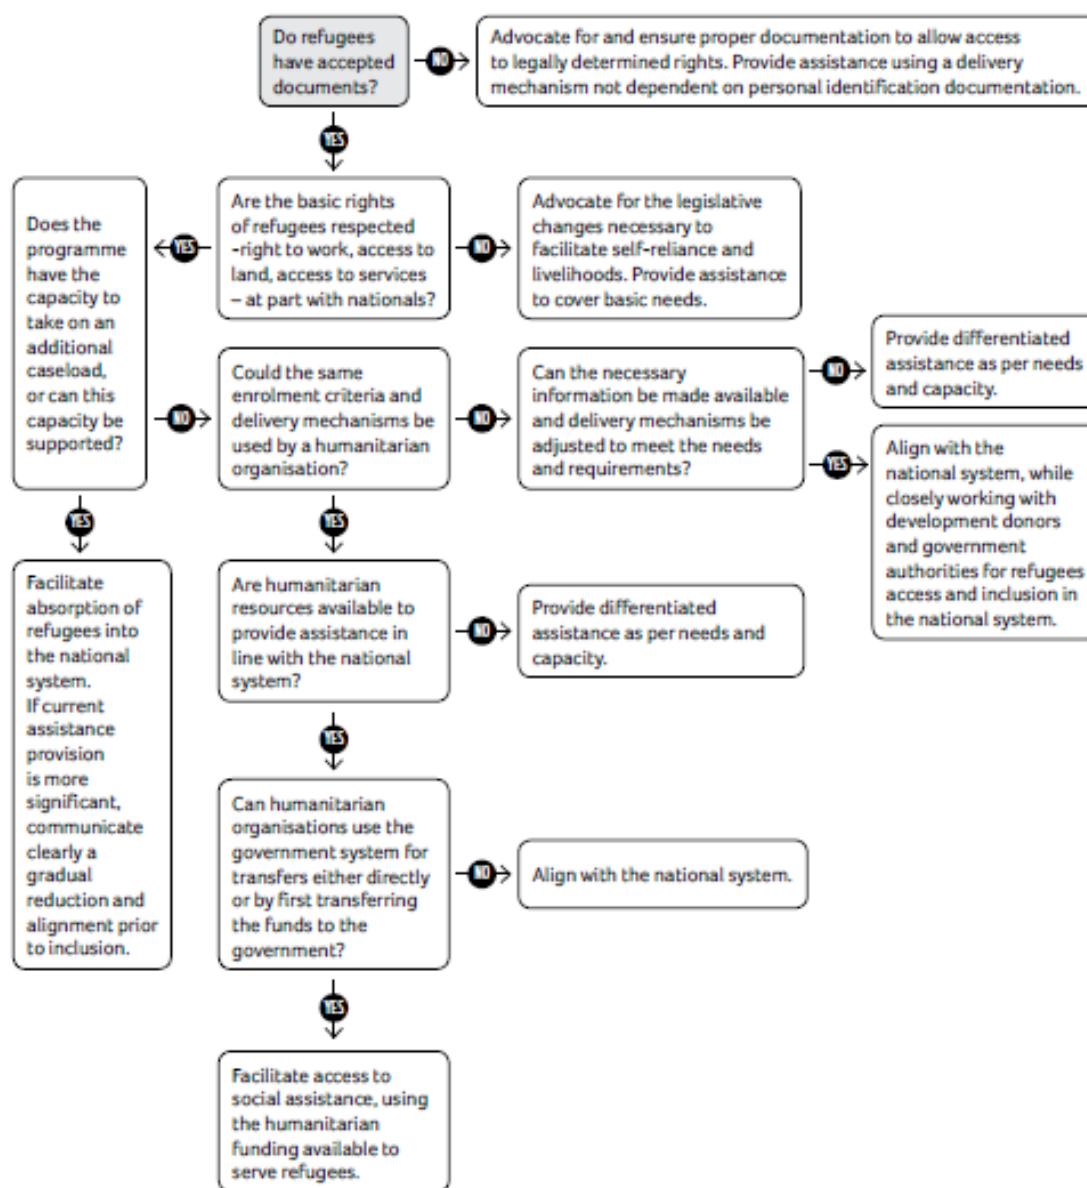 Do refugees
have accepted
documents?
NO
Advocate for and ensure proper documentation to allow access
to legally determined rights. Provide assistance using a delivery
mechanism not dependent on personal identification documentation.
YES
Does the
programme
have the
capacity to
take on an
additional
caseload,
or can this
capacity be
supported?
YES
Are the basic rights
of refugees respected
-right to work, access to
land, access to services
– at part with nationals?
NO
Advocate for the legislative
changes necessary to
facilitate self-reliance and
livelihoods. Provide assistance
to cover basic needs.
NO
Could the same
enrolment criteria and
delivery mechanisms be
used by a humanitarian
organisation?
NO
Can the necessary
information be made available
and delivery mechanisms be
adjusted to meet the needs
and requirements?
NO
Provide differentiated
assistance as per needs
and capacity.
YES
Align with the
national system, while
closely working with
development donors
and government
authorities for refugees
access and inclusion in
the national system.
YES
Facilitate
absorption of
refugees into
the national
system.
If current
assistance
provision
is more
significant,
communicate
clearly a
gradual
reduction and
alignment prior
to inclusion.
YES
Are humanitarian
resources available to
provide assistance in
line with the national
system?
NO
Provide differentiated
assistance as per needs and
capacity.
YES
Can humanitarian
organisations use the
government system for
transfers either directly
or by first transferring
the funds to the
government?
NO
Align with the national system.
YES
Facilitate access to
social assistance, using
the humanitarian
funding available to
serve refugees.